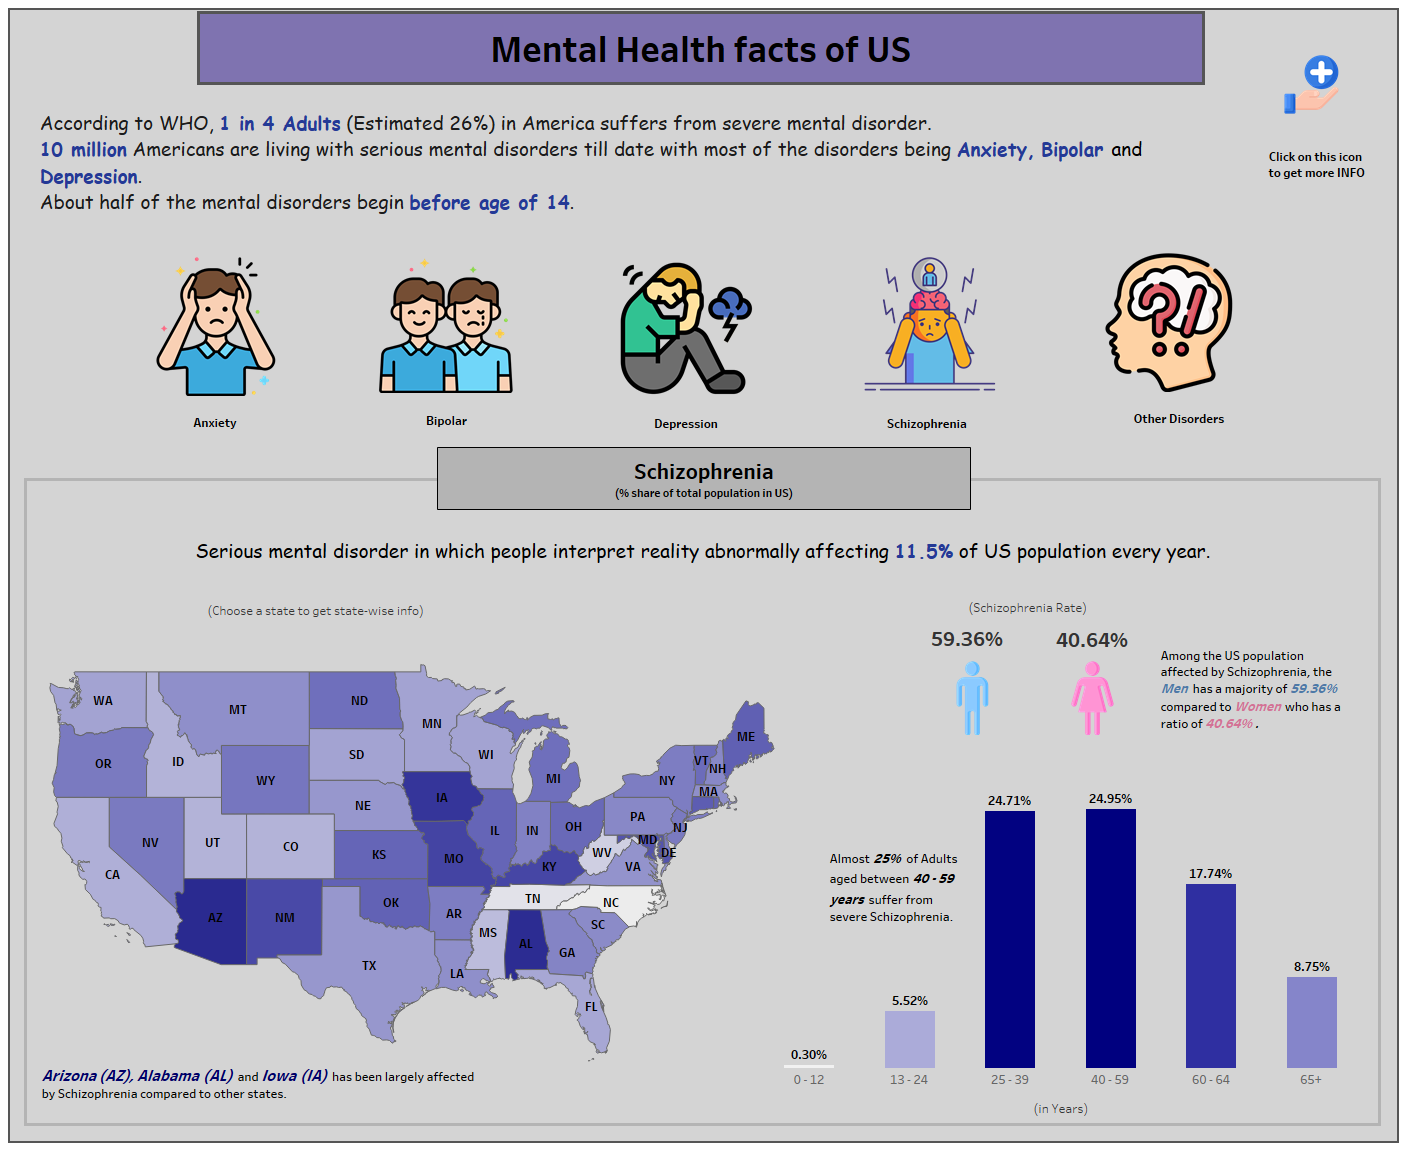 Mental Health facts of US
According to WHO, 1 in 4 Adults (Estimated 26%) in America suffers from severe mental disorder.
10 million Americans are living with serious mental disorders till date with most of the disorders being Anxiety, Bipolar and
Depression.
About half of the mental disorders begin before age of 14.
Click on this icon
to get more INFO
Anxiety
Bipolar
Depression
Schizophrenia
Other Disorders
Schizophrenia
(% share of total population in US)
Serious mental disorder in which people interpret reality abnormally affecting 11.5% of US population every year.
(Choose a state to get state-wise info)
WA
MT
ND
MN
ME
OR
ID
SD
WI
WY
MI
VT
NH
NY
MA
IA
NE
PA
NJ
NV
UT
CO
IL
IN
OH
MD
DE
WV
KS
MO
KY
VA
CA
TN
NC
AZ
NM
OK
AR
SC
MS
AL
GA
TX
LA
FL
Arizona (AZ), Alabama (AL) and Iowa (IA) has been largely affected
by Schizophrenia compared to other states.
(Schizophrenia Rate)
59.36%
40.64%
Among the US population
affected by Schizophrenia, the
Men has a majority of 59.36%
compared to Women who has a
ratio of 40.64% .
Almost 25% of Adults
aged between 40 - 59
years suffer from
severe Schizophrenia.
0.30%
5.52%
24.71%
24.95%
17.74%
8.75%
0 - 12
13 - 24
25 - 39
40 - 59
60 - 64
65+
(in Years)